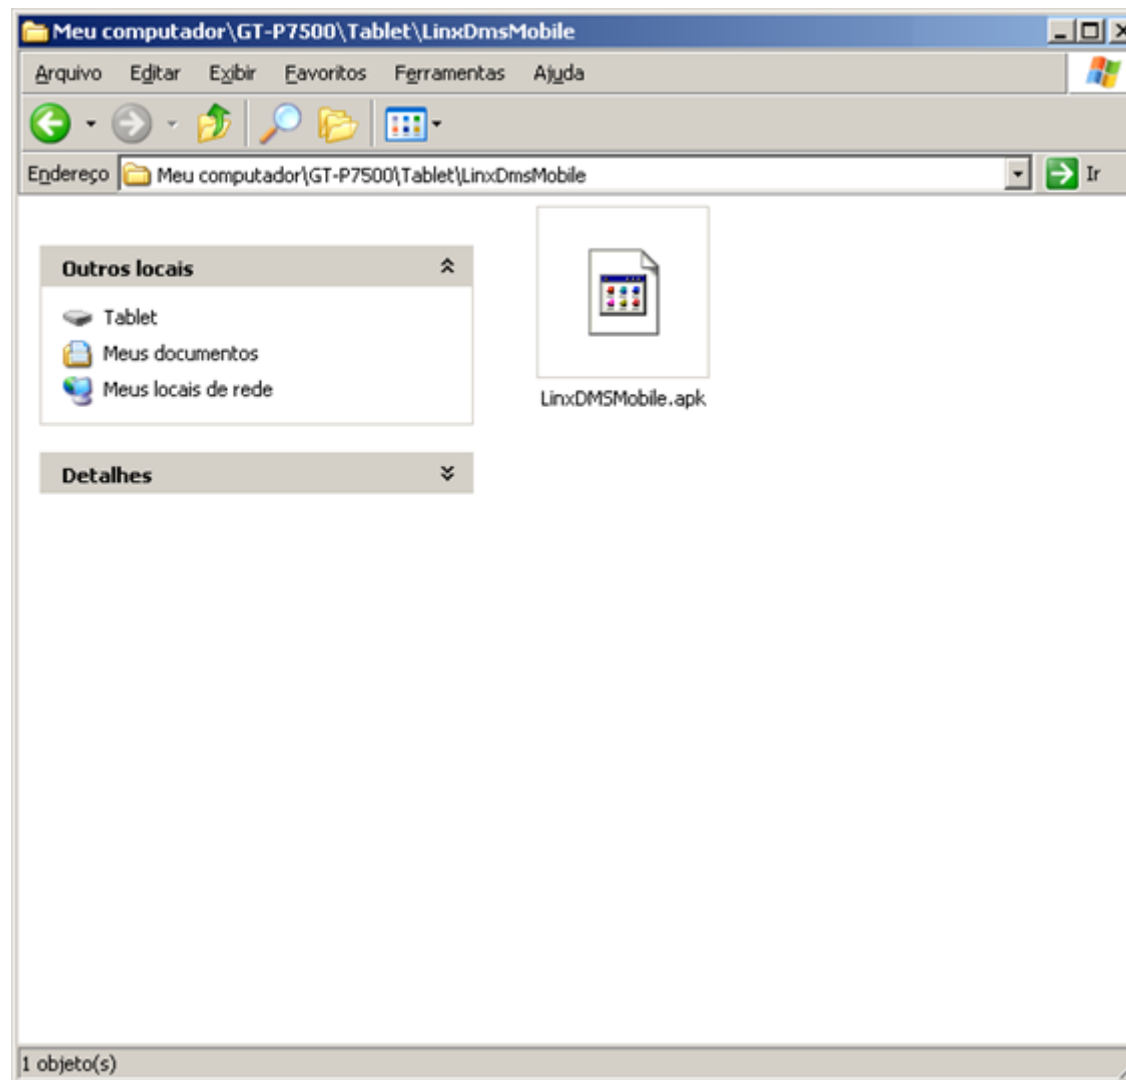 Meu computador\GT-P7500\Tablet\LinxDmsMobile
Arquivo Editar Exibir Favoritos Ferramentas Ajuda
Endereço Meu computador\GT-P7500\Tablet\LinxDmsMobile Ir
Outros locais
Tablet
Meus documentos
Meus locais de rede
Detalhes
LinxDMSMobile.apk
1 objeto(s)